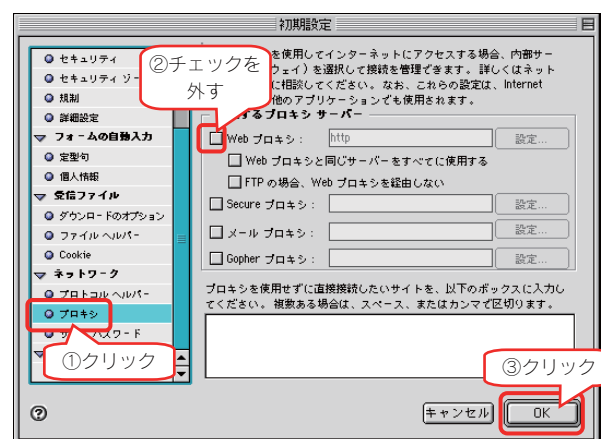 初期設定
セキュリティ
セキュリティ ゾー
規制
詳細設定
フォームの自動入力
定型句
個人情報
受信ファイル
ダウンロードのオプション
ファイル ヘルパー
Cookie
ネットワーク
プロトコル ヘルパー
プロキシ
パスワード
①クリック
②チェックを
外す
を使用してインターネットにアクセスする場合、内部サー
ウェイ）を選択して接続を管理できます。詳しくはネット
に相談してください。なお、これらの設定は、Internet
他のアプリケーションでも使用されます。
するプロキシ サーバー
Web プロキシ： http 設定...
Web プロキシと同じサーバーをすべてに使用する
FTP の場合、Web プロキシを経由しない
Secure プロキシ： 設定...
メール プロキシ： 設定...
Gopher プロキシ： 設定...
プロキシを使用せずに直接接続したいサイトを、以下のボックスに入力し
てください。複数ある場合は、スペース、またはカンマで区切ります。
③クリック
キャンセル OK